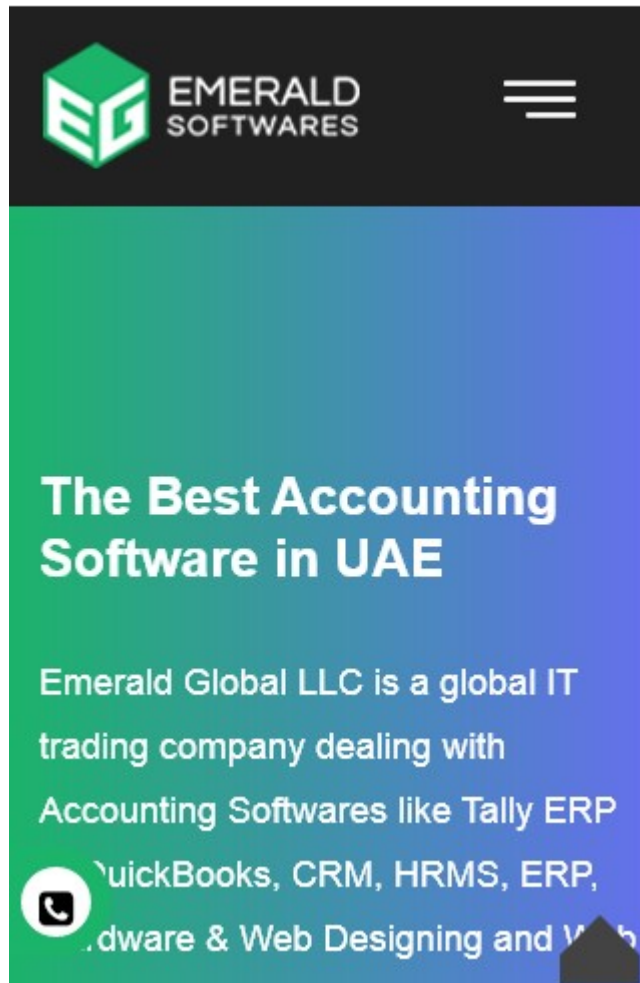 EG
EMERALD
SOFTWARES
The Best Accounting
Software in UAE
Emerald Global LLC is a global IT
trading company dealing with
Accounting Softwares like Tally ERP
CRM, HRMS, ERP,
& Web Designing and